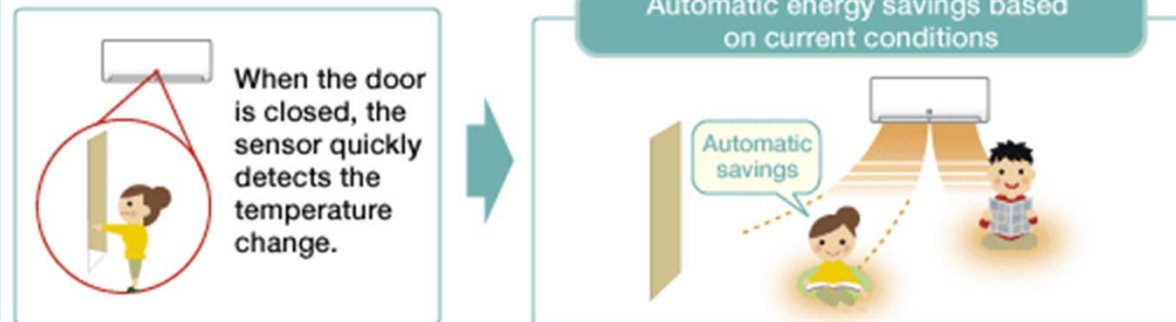 When the door
is closed, the
sensor quickly
detects the
temperature
change.
Automatic energy savings based
on current conditions
Automatic
savings